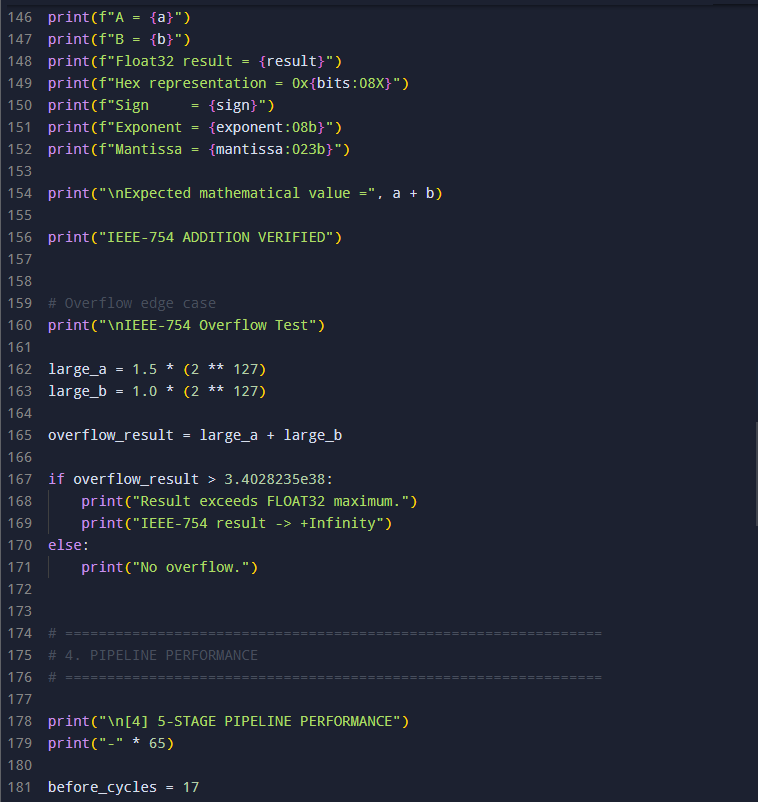 146 print(f"A = {a}")
147 print(f"B = {b}")
148 print(f"Float32 result = {result}")
149 print(f"Hex representation = 0x{bits:08X}")
150 print(f"Sign     = {sign}")
151 print(f"Exponent = {exponent:08b}")
152 print(f"Mantissa = {mantissa:023b}")
153
154 print("\nExpected mathematical value =", a + b)
155
156 print("IEEE-754 ADDITION VERIFIED")
157
158
159 # Overflow edge case
160 print("\nIEEE-754 Overflow Test")
161
162 large_a = 1.5 * (2 ** 127)
163 large_b = 1.0 * (2 ** 127)
164
165 overflow_result = large_a + large_b
166
167 if overflow_result > 3.4028235e38:
168     print("Result exceeds FLOAT32 maximum.")
169     print("IEEE-754 result -> +Infinity")
170 else:
171     print("No overflow.")
172
173
174 # ================================================================
175 # 4. PIPELINE PERFORMANCE
176 # ================================================================
177
178 print("\n[4] 5-STAGE PIPELINE PERFORMANCE")
179 print("-" * 65)
180
181 before_cycles = 17